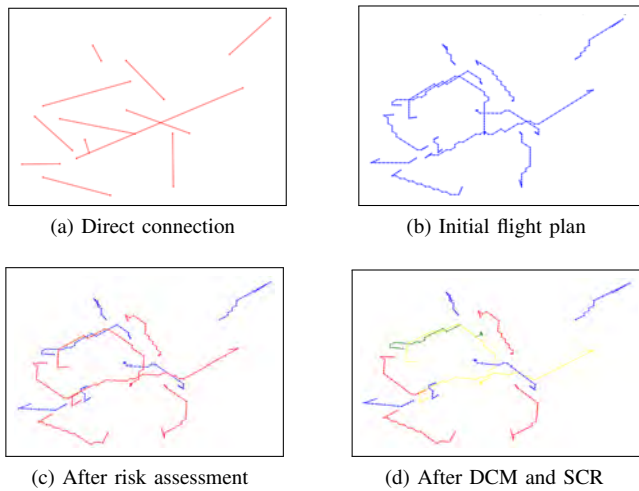 (a) Direct connection
(b) Initial flight plan
(c) After risk assessment
(d) After DCM and SCR